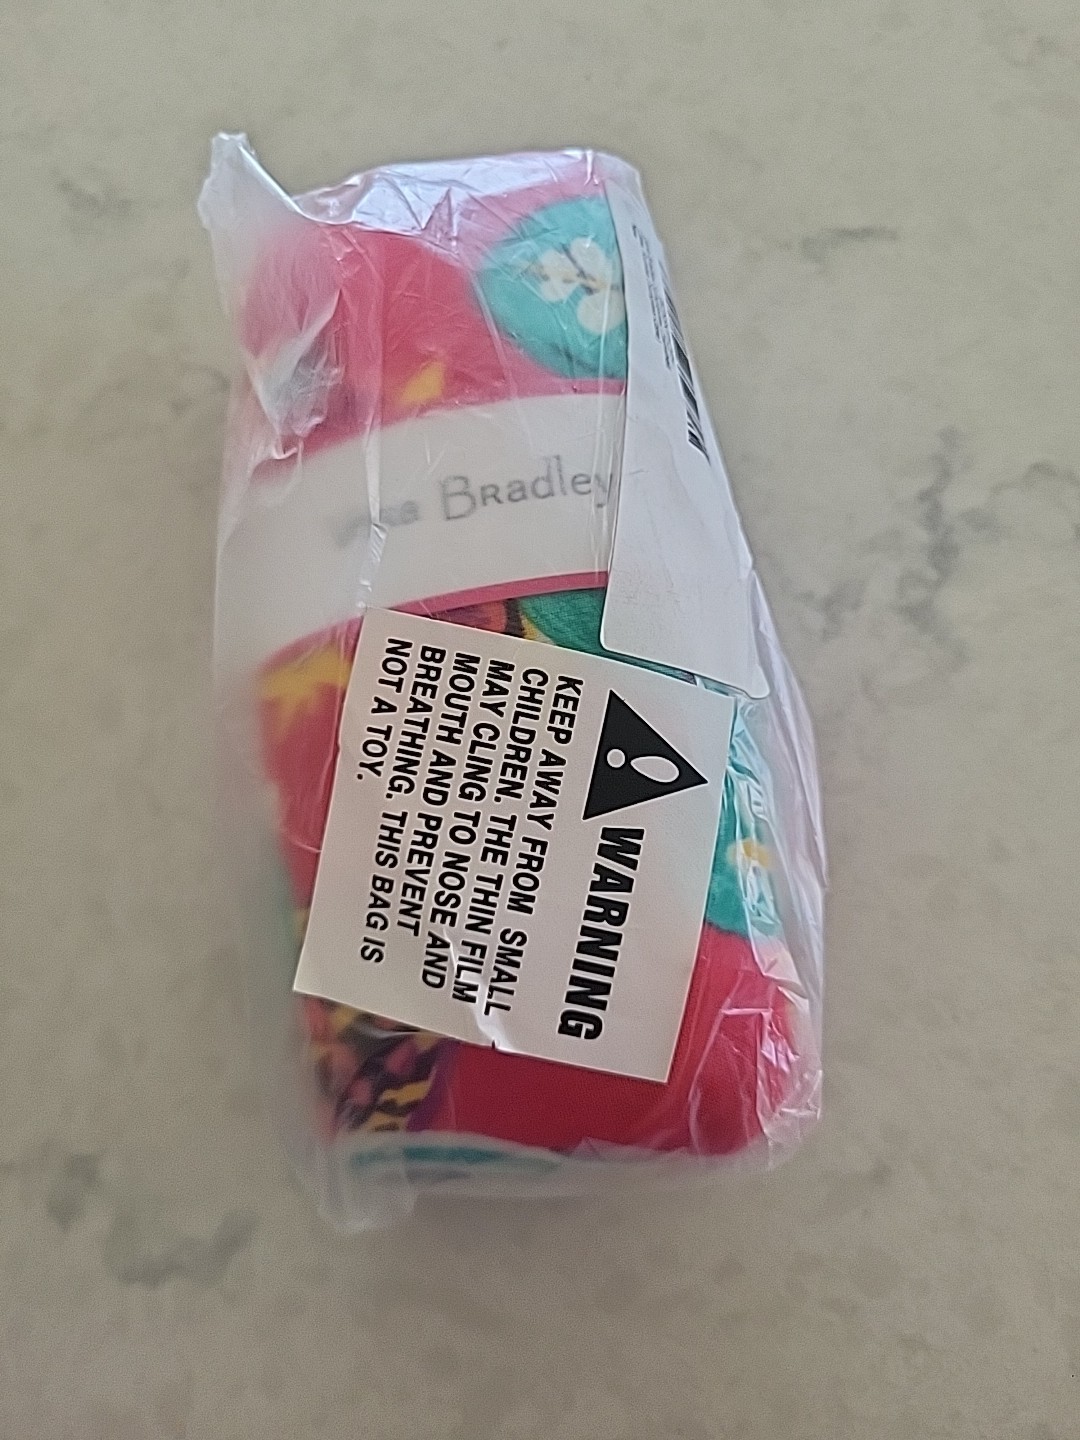 Bradley
WARNING
KEEP AWAY FROM SMALL
CHILDREN. THE THIN FILM
MAY CLING TO NOSE AND
MOUTH AND PREVENT
BREATHING. THIS BAG IS
NOT A TOY.